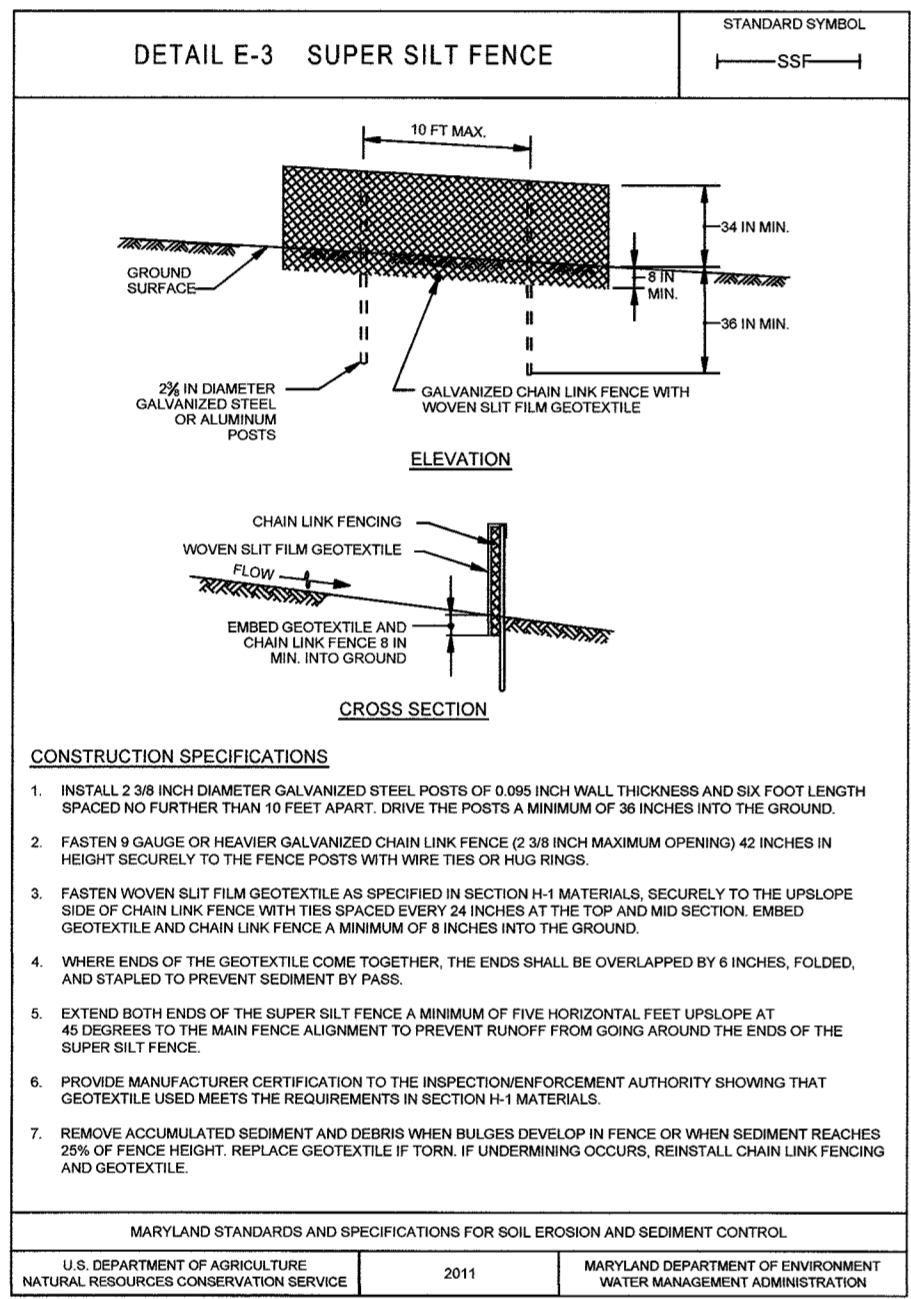 DETAIL E-3 SUPER SILT FENCE
STANDARD SYMBOL
SSF
10 FT MAX.
34 IN MIN.
GROUND
SURFACE
8 IN
MIN.
36 IN MIN.
2⅜ IN DIAMETER
GALVANIZED STEEL
OR ALUMINUM
POSTS
GALVANIZED CHAIN LINK FENCE WITH
WOVEN SLIT FILM GEOTEXTILE
ELEVATION
CHAIN LINK FENCING
WOVEN SLIT FILM GEOTEXTILE
FLOW
EMBED GEOTEXTILE AND
CHAIN LINK FENCE 8 IN
MIN. INTO GROUND
CROSS SECTION
CONSTRUCTION SPECIFICATIONS
1. INSTALL 2 3/8 INCH DIAMETER GALVANIZED STEEL POSTS OF 0.095 INCH WALL THICKNESS AND SIX FOOT LENGTH
SPACED NO FURTHER THAN 10 FEET APART. DRIVE THE POSTS A MINIMUM OF 36 INCHES INTO THE GROUND.
2. FASTEN 9 GAUGE OR HEAVIER GALVANIZED CHAIN LINK FENCE (2 3/8 INCH MAXIMUM OPENING) 42 INCHES IN
HEIGHT SECURELY TO THE FENCE POSTS WITH WIRE TIES OR HUG RINGS.
3. FASTEN WOVEN SLIT FILM GEOTEXTILE AS SPECIFIED IN SECTION H-1 MATERIALS, SECURELY TO THE UPSLOPE
SIDE OF CHAIN LINK FENCE WITH TIES SPACED EVERY 24 INCHES AT THE TOP AND MID SECTION. EMBED
GEOTEXTILE AND CHAIN LINK FENCE A MINIMUM OF 8 INCHES INTO THE GROUND.
4. WHERE ENDS OF THE GEOTEXTILE COME TOGETHER, THE ENDS SHALL BE OVERLAPPED BY 6 INCHES, FOLDED,
AND STAPLED TO PREVENT SEDIMENT BY PASS.
5. EXTEND BOTH ENDS OF THE SUPER SILT FENCE A MINIMUM OF FIVE HORIZONTAL FEET UPSLOPE AT
45 DEGREES TO THE MAIN FENCE ALIGNMENT TO PREVENT RUNOFF FROM GOING AROUND THE ENDS OF THE
SUPER SILT FENCE.
6. PROVIDE MANUFACTURER CERTIFICATION TO THE INSPECTION/ENFORCEMENT AUTHORITY SHOWING THAT
GEOTEXTILE USED MEETS THE REQUIREMENTS IN SECTION H-1 MATERIALS.
7. REMOVE ACCUMULATED SEDIMENT AND DEBRIS WHEN BULGES DEVELOP IN FENCE OR WHEN SEDIMENT REACHES
25% OF FENCE HEIGHT. REPLACE GEOTEXTILE IF TORN. IF UNDERMINING OCCURS, REINSTALL CHAIN LINK FENCING
AND GEOTEXTILE.
MARYLAND STANDARDS AND SPECIFICATIONS FOR SOIL EROSION AND SEDIMENT CONTROL
U.S. DEPARTMENT OF AGRICULTURE
NATURAL RESOURCES CONSERVATION SERVICE
2011
MARYLAND DEPARTMENT OF ENVIRONMENT
WATER MANAGEMENT ADMINISTRATION